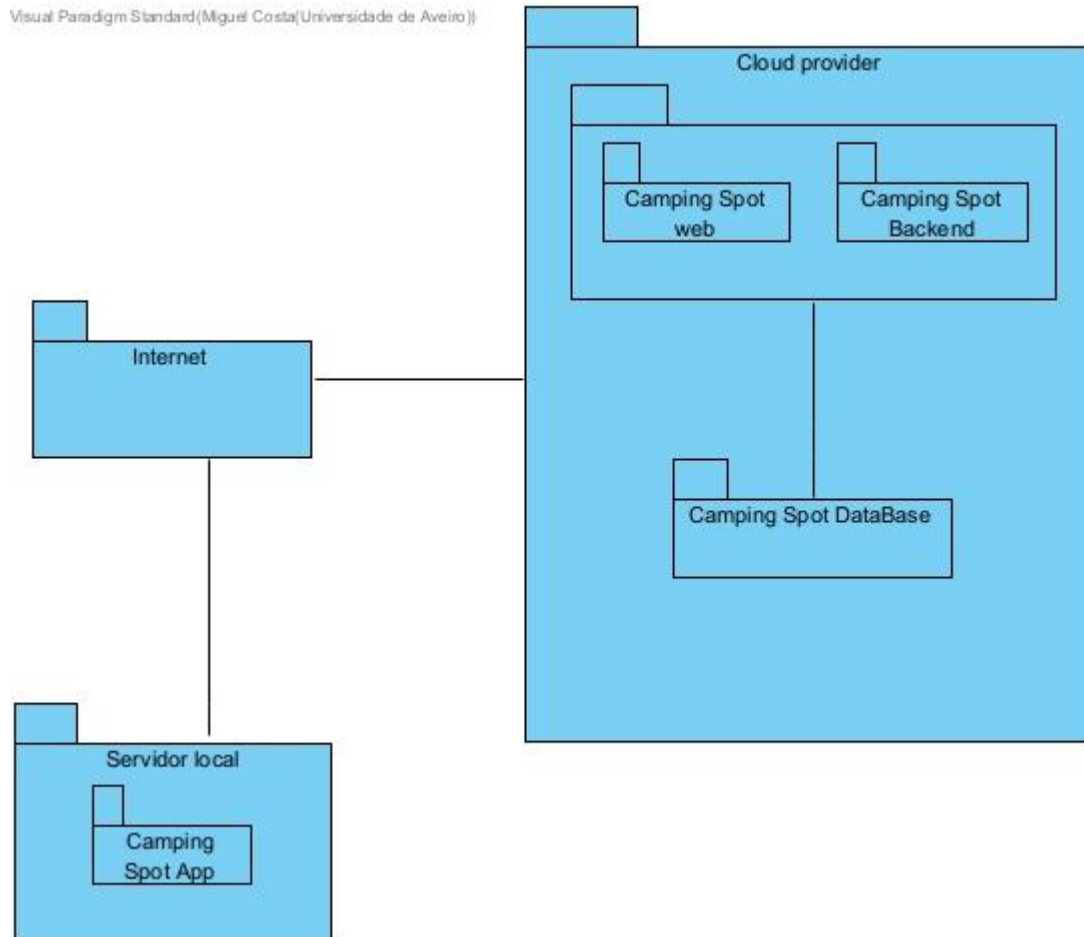 Visual Paradigm Standard(Miguel Costa(Universidade de Aveiro))
Cloud provider
Camping Spot
web
Camping Spot
Backend
Internet
Camping Spot DataBase
Servidor local
Camping
Spot App